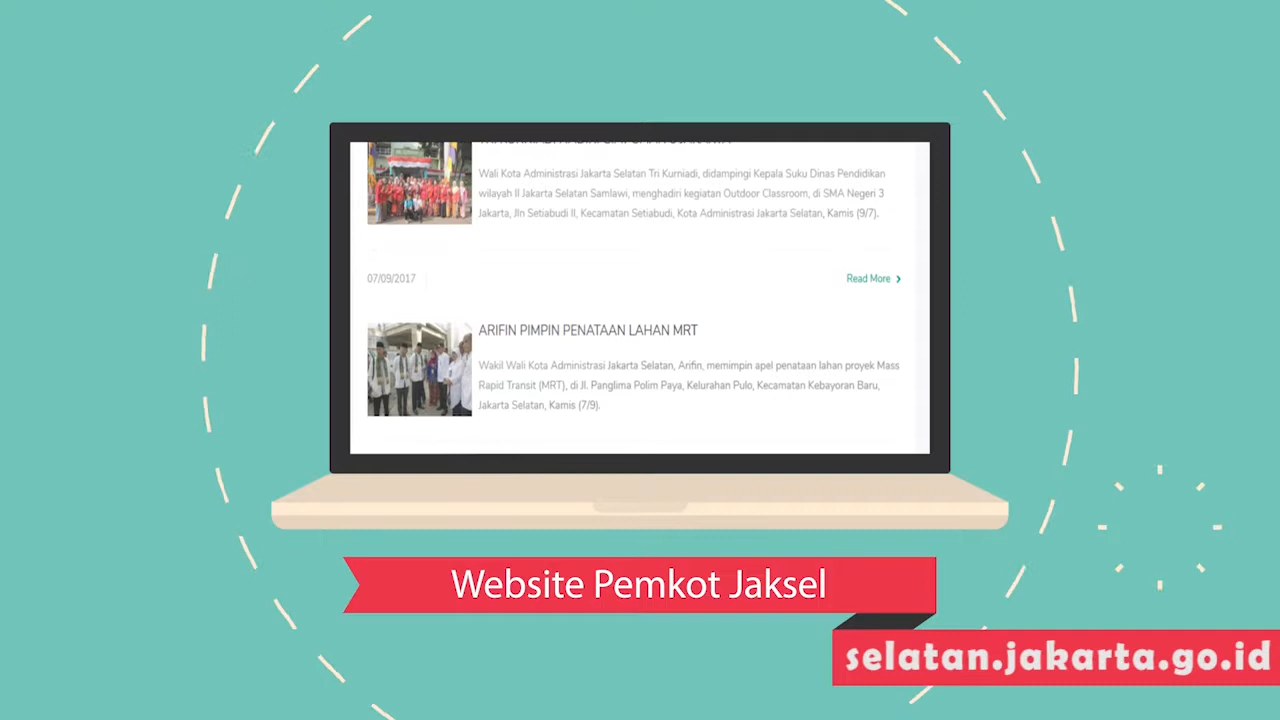 Wali Kota Administrasi Jakarta Selatan Tri Kurniadi, didampingi Kepala Suku Dinas Pendidikan
wilayah II Jakarta Selatan Samlawi, menghadiri kegiatan Outdoor Classroom, di SMA Negeri 3
Jakarta, Jln Setiabudi II, Kecamatan Setiabudi, Kota Administrasi Jakarta Selatan, Kamis (9/7).
07/09/2017
Read More
ARIFIN PIMPIN PENATAAN LAHAN MRT
Wakil Wali Kota Administrasi Jakarta Selatan, Arifin, memimpin apel penataan lahan proyek Mass
Rapid Transit (MRT), di Jl. Panglima Polim Paya, Kelurahan Pulo, Kecamatan Kebayoran Baru,
Jakarta Selatan, Kamis (7/9).
Website Pemkot Jaksel
selatan.jakarta.go.id